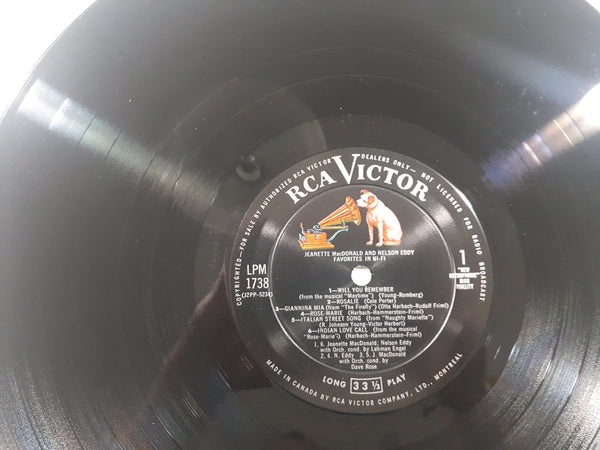 COPYRIGHTED—FOR SALE BY AUTHORIZED RCA VICTOR DEALERS ONLY—NOT LICENSED FOR RADIO BROADCAST
RCA VICTOR
JEANETTE MacDONALD AND NELSON EDDY
FAVORITES IN HI-FI
LPM
1738
(J2PP-5234)
1
"NEW
ORTHOPHONIC"
HIGH
FIDELITY
1—WILL YOU REMEMBER
(from the musical "Maytime") (Young-Romberg)
2—ROSALIE (Cole Porter)
3—GIANNINA MIA (from "The Firefly") (Otto Harbach-Rudolf Friml)
4—ROSE-MARIE (Harbach-Hammerstein-Friml)
5—ITALIAN STREET SONG (from "Naughty Marietta")
(R. Johnson Young-Victor Herbert)
6—INDIAN LOVE CALL (from the musical
"Rose-Marie") (Harbach-Hammerstein-Friml)
1, 6. Jeanette MacDonald; Nelson Eddy
with Orch. cond. by Lehman Engel
2, 4. N. Eddy 3, 5. J. MacDonald
with Orch. cond. by
Dave Rose
LONG 33⅓ PLAY
MADE IN CANADA BY RCA VICTOR COMPANY, LTD., MONTREAL